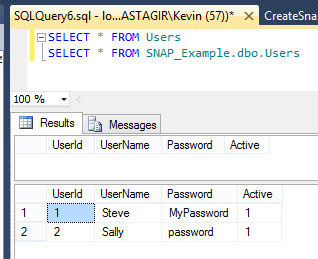 SQLQuery6.sql - lo...ASTAGIR\Kevin (57))* CreateSna
SELECT * FROM Users
SELECT * FROM SNAP_Example.dbo.Users
100 %
Results Messages
UserId UserName Password Active
UserId UserName Password Active
1 1 Steve MyPassword 1
2 2 Sally password 1